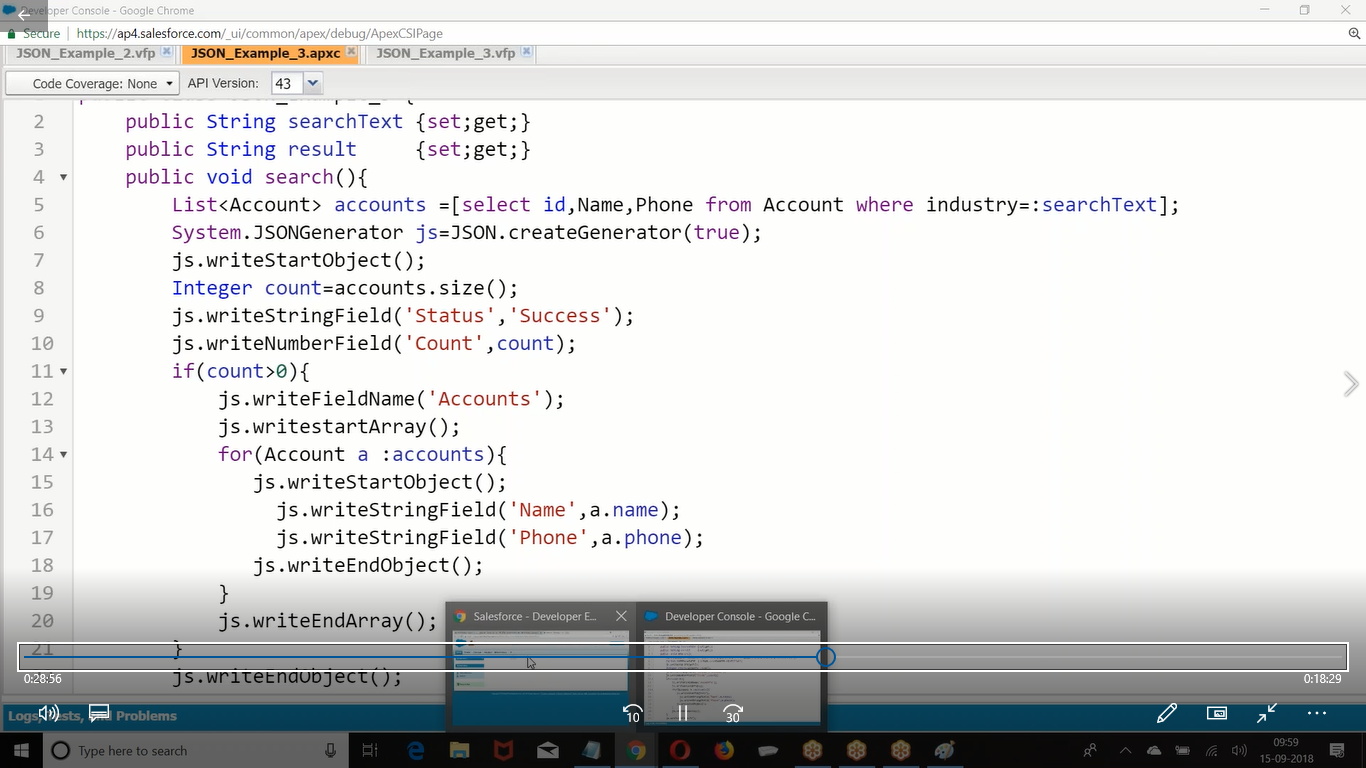 Developer Console - Google Chrome
Secure | https://ap4.salesforce.com/_ui/common/apex/debug/ApexCSIPage
JSON_Example_2.vfp JSON_Example_3.apxc JSON_Example_3.vfp
Code Coverage: None API Version: 43
2 public String searchText {set;get;}
3 public String result {set;get;}
4 public void search(){
5 List<Account> accounts =[select id,Name,Phone from Account where industry=:searchText];
6 System.JSONGenerator js=JSON.createGenerator(true);
7 js.writeStartObject();
8 Integer count=accounts.size();
9 js.writeStringField('Status','Success');
10 js.writeNumberField('Count',count);
11 if(count>0){
12 js.writeFieldName('Accounts');
13 js.writestartArray();
14 for(Account a :accounts){
15 js.writeStartObject();
16 js.writeStringField('Name',a.name);
17 js.writeStringField('Phone',a.phone);
18 js.writeEndObject();
19 }
20 js.writeEndArray();
21 }
js.writeEndObject();
Salesforce - Developer E... Developer Console - Google C...
0:28:56 0:18:29
Logs, Tests, and Problems
10 30
Type here to search
09:59
15-09-2018